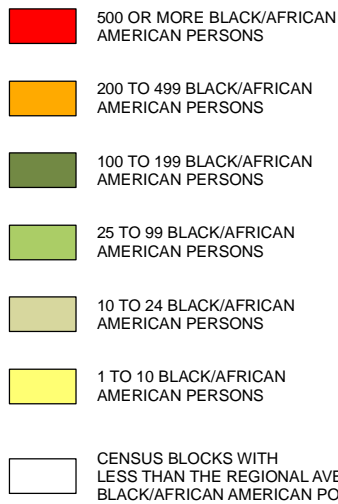 500 OR MORE BLACK/AFRICAN
AMERICAN PERSONS
200 TO 499 BLACK/AFRICAN
AMERICAN PERSONS
100 TO 199 BLACK/AFRICAN
AMERICAN PERSONS
25 TO 99 BLACK/AFRICAN
AMERICAN PERSONS
10 TO 24 BLACK/AFRICAN
AMERICAN PERSONS
1 TO 10 BLACK/AFRICAN
AMERICAN PERSONS
CENSUS BLOCKS WITH
LESS THAN THE REGIONAL AVE
BLACK/AFRICAN AMERICAN PO